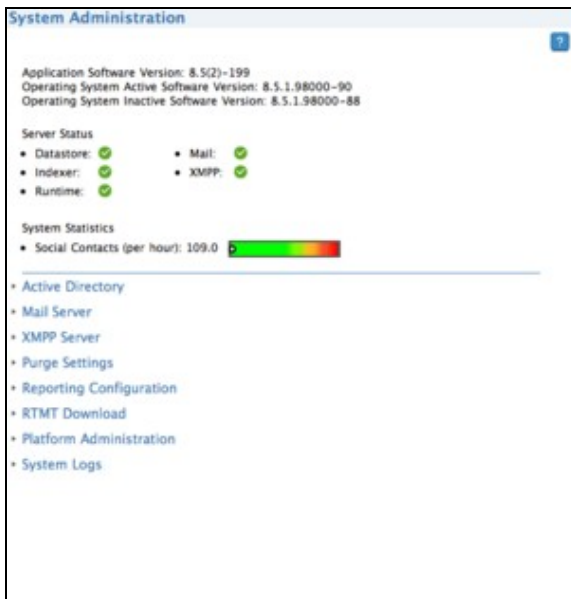 System Administration
?
Application Software Version: 8.5(2)-199
Operating System Active Software Version: 8.5.1.98000-90
Operating System Inactive Software Version: 8.5.1.98000-88
Server Status
• Datastore:
• Mail:
• Indexer:
• XMPP:
• Runtime:
System Statistics
• Social Contacts (per hour): 109.0
Active Directory
Mail Server
XMPP Server
Purge Settings
Reporting Configuration
RTMT Download
Platform Administration
System Logs